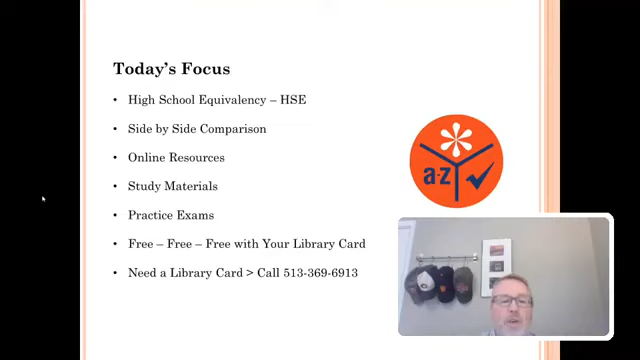 Today's Focus
• High School Equivalency – HSE
• Side by Side Comparison
• Online Resources
• Study Materials
• Practice Exams
• Free – Free – Free with Your Library Card
• Need a Library Card > Call 513-369-6913
a-z